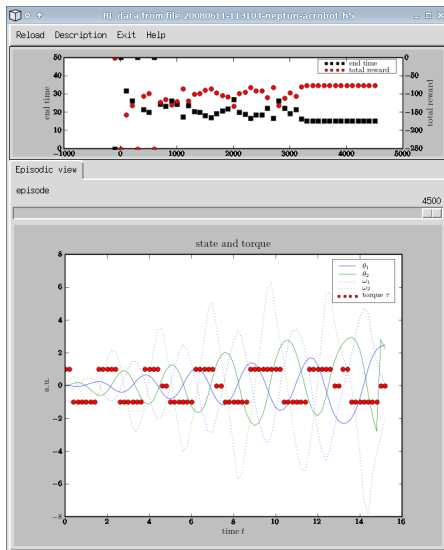 RL data from file 20080611-113104-neptun-acrobot.h5
Reload Description Exit Help
end time
total reward
50
40
30
20
10
0
0
-50
-100
-150
-200
-250
end time
total reward
-1000 0 1000 2000 3000 4000 5000
Episodic view
episode
4500
state and torque
8
6
4
2
0
-2
-4
-6
-8
a.u.
θ1
θ2
ω1
ω2
torque τ
0 2 4 6 8 10 12 14 16
time t